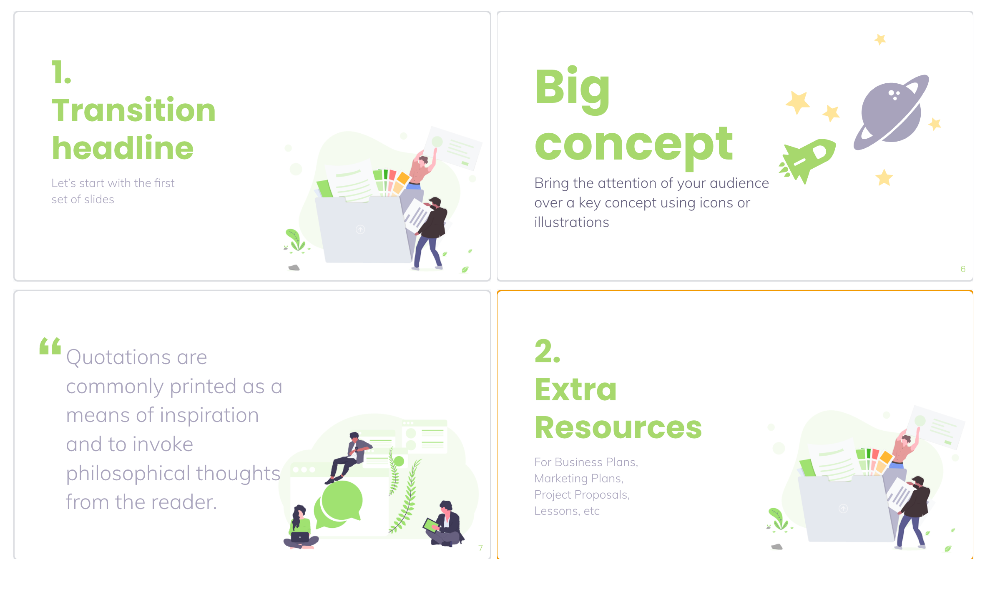 1.
Transition
headline
Let’s start with the first
set of slides
Big
concept
Bring the attention of your audience
over a key concept using icons or
illustrations
6
“
Quotations are
commonly printed as a
means of inspiration
and to invoke
philosophical thoughts
from the reader.
7
2.
Extra
Resources
For Business Plans,
Marketing Plans,
Project Proposals,
Lessons, etc